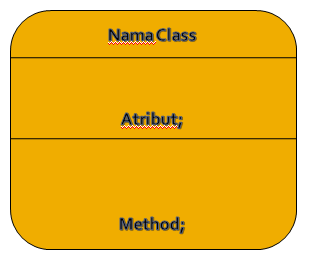 Nama Class
Atribut;
Method;